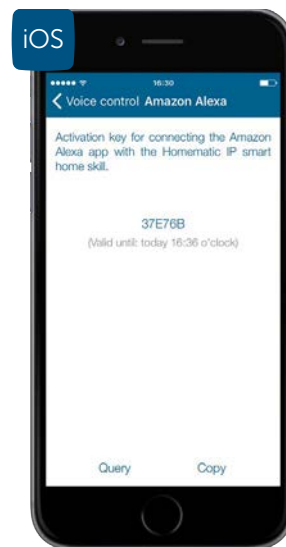 iOS
16:30
Voice control Amazon Alexa
Activation key for connecting the Amazon
Alexa app with the Homematic IP smart
home skill.
37E76B
(Valid until: today 16:36 o'clock)
Query Copy